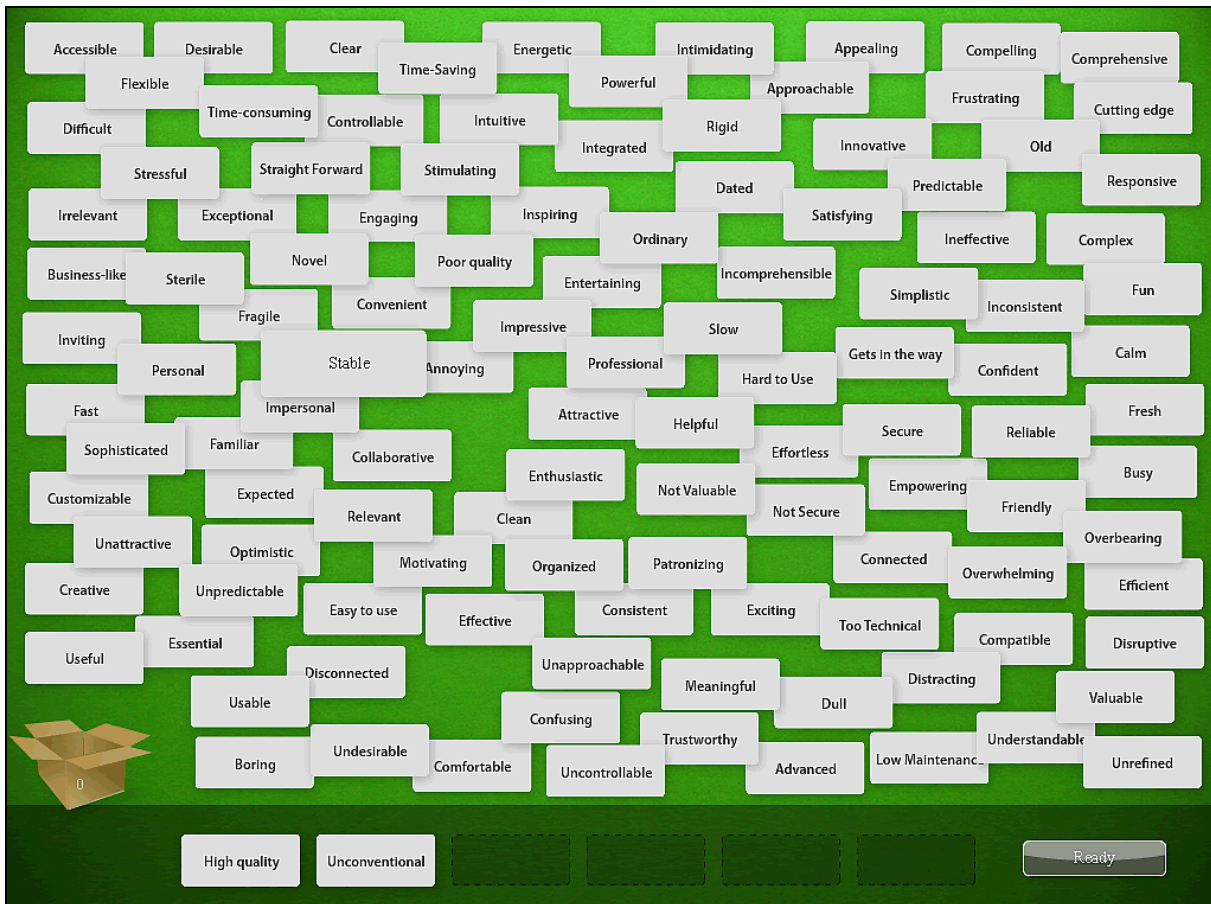 Accessible
Desirable
Clear
Energetic
Intimidating
Appealing
Compelling
Comprehensive
Flexible
Time-Saving
Powerful
Approachable
Frustrating
Cutting edge
Time-consuming
Difficult
Controllable
Intuitive
Rigid
Integrated
Innovative
Old
Stressful
Straight Forward
Stimulating
Dated
Predictable
Responsive
Irrelevant
Exceptional
Engaging
Inspiring
Satisfying
Ordinary
Ineffective
Complex
Business-like
Sterile
Novel
Poor quality
Entertaining
Incomprehensible
Simplistic
Inconsistent
Fun
Fragile
Convenient
Impressive
Slow
Inviting
Personal
Stable
Annoying
Professional
Hard to Use
Gets in the way
Confident
Calm
Fast
Impersonal
Attractive
Helpful
Secure
Reliable
Fresh
Sophisticated
Familiar
Collaborative
Effortless
Enthusiastic
Not Valuable
Empowering
Busy
Customizable
Expected
Relevant
Clean
Not Secure
Friendly
Unattractive
Optimistic
Motivating
Organized
Patronizing
Connected
Overbearing
Overwhelming
Efficient
Creative
Unpredictable
Easy to use
Effective
Consistent
Exciting
Too Technical
Compatible
Disruptive
Useful
Essential
Disconnected
Unapproachable
Meaningful
Distracting
Usable
Dull
Valuable
Confusing
Boring
Undesirable
Comfortable
Trustworthy
Uncontrollable
Advanced
Low Maintenance
Understandable
Unrefined
0
High quality
Unconventional
Ready